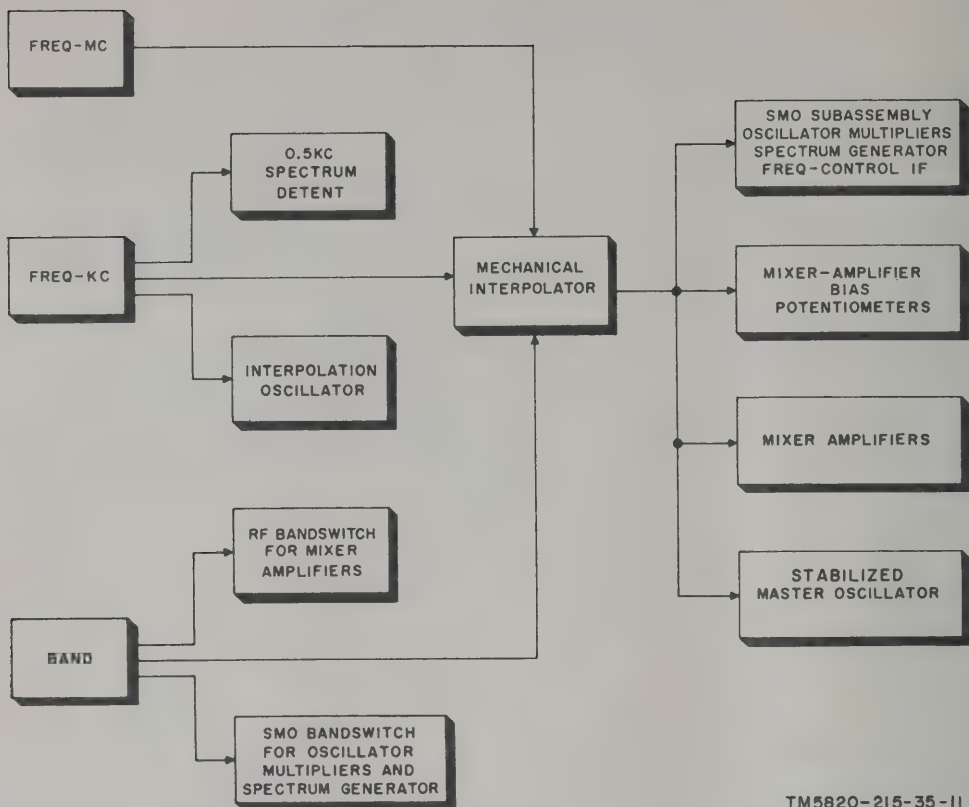 FREQ-MC
0.5KC
SPECTRUM
DETENT
SMO SUBASSEMBLY
OSCILLATOR MULTIPLIERS
SPECTRUM GENERATOR
FREQ-CONTROL IF
FREQ-KC
MECHANICAL
INTERPOLATOR
MIXER-AMPLIFIER
BIAS
POTENTIOMETERS
INTERPOLATION
OSCILLATOR
MIXER AMPLIFIERS
RF BANDSWITCH
FOR MIXER
AMPLIFIERS
STABILIZED
MASTER OSCILLATOR
BAND
SMO BANDSWITCH
FOR OSCILLATOR
MULTIPLIERS AND
SPECTRUM GENERATOR
TM5820-215-35-11